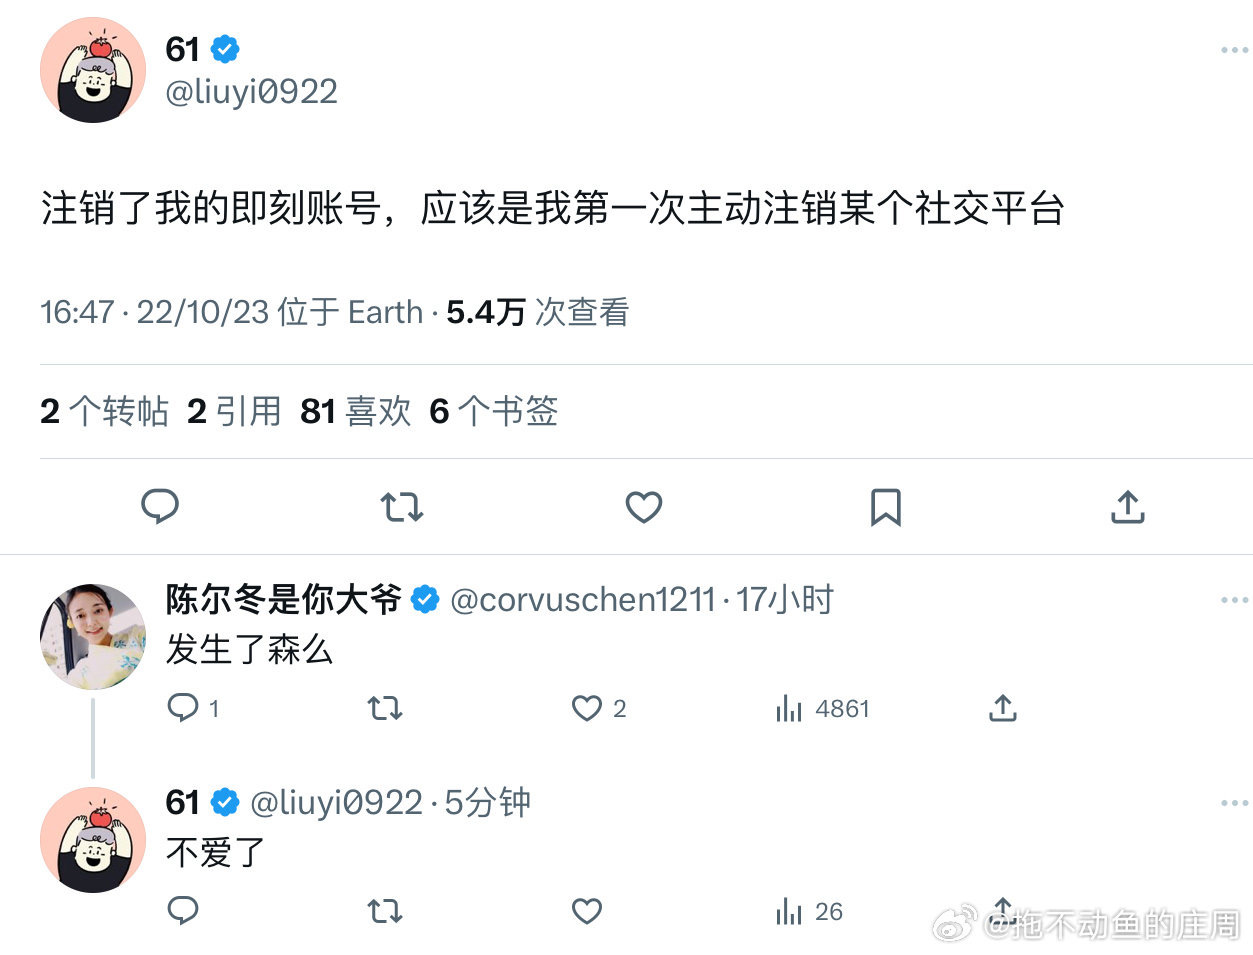 61
@liuyi0922
注销了我的即刻账号，应该是我第一次主动注销某个社交平台
16:47 · 22/10/23 位于 Earth · 5.4万 次查看
2 个转帖 2 引用 81 喜欢 6 个书签
陈尔冬是你大爷 @corvuschen1211 · 17小时
发生了森么
1 2 4861
61 @liuyi0922 · 5分钟
不爱了
26
@拖不动鱼的庄周